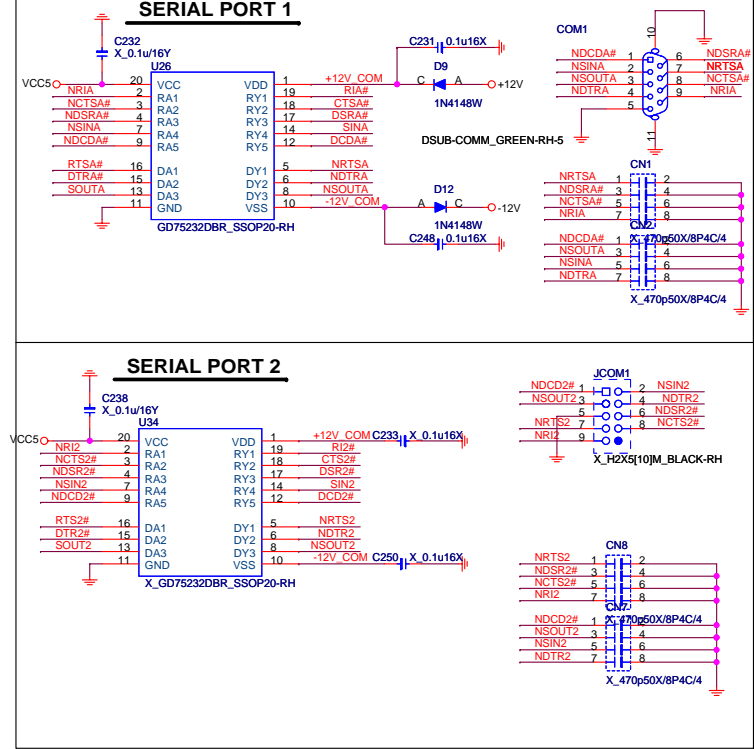 SERIAL PORT 1
C232
X_0.1u/16Y
U26
VCC5
20 VCC VDD 1 +12V_COM
NRIA 2 RA1 RY1 19 RIA#
NCTSA# 3 RA2 RY2 18 CTSA#
NDSRA# 4 RA3 RY3 17 DSRA#
NSINA 7 RA4 RY4 14 SINA
NDCDA# 9 RA5 RY5 12 DCDA#
RTSA# 16 DA1 DY1 5 NRTSA
DTRA# 15 DA2 DY2 6 NDTRA
SOUTA 13 DA3 DY3 8 NSOUTA
11 GND VSS 10 -12V_COM
GD75232DBR_SSOP20-RH
C231 0.1u16X
D9
C A +12V
1N4148W
D12
A C -12V
1N4148W
C248 0.1u16X
COM1
10
NDCDA# 1 6 NDSRA#
NSINA 2 7 NRTSA
NSOUTA 3 8 NCTSA#
NDTRA 4 9 NRIA
5
11
DSUB-COMM_GREEN-RH-5
CN1
NRTSA 1 2
NDSRA# 3 4
NCTSA# 5 6
NRIA 7 8
CN2
X_470p50X/8P4C/4
NDCDA# 1 2
NSOUTA 3 4
NSINA 5 6
NDTRA 7 8
X_470p50X/8P4C/4
SERIAL PORT 2
C238
X_0.1u/16Y
U34
VCC5
20 VCC VDD 1 +12V_COM C233 X_0.1u16X
NRI2 2 RA1 RY1 19 RI2#
NCTS2# 3 RA2 RY2 18 CTS2#
NDSR2# 4 RA3 RY3 17 DSR2#
NSIN2 7 RA4 RY4 14 SIN2
NDCD2# 9 RA5 RY5 12 DCD2#
RTS2# 16 DA1 DY1 5 NRTS2
DTR2# 15 DA2 DY2 6 NDTR2
SOUT2 13 DA3 DY3 8 NSOUT2
11 GND VSS 10 -12V_COM C250 X_0.1u16X
X_GD75232DBR_SSOP20-RH
JCOM1
NDCD2# 1 2 NSIN2
NSOUT2 3 4 NDTR2
5 6 NDSR2#
NRTS2 7 8 NCTS2#
NRI2 9
X_H2X5[10]M_BLACK-RH
CN8
NRTS2 1 2
NDSR2# 3 4
NCTS2# 5 6
NRI2 7 8
CN7
X_470p50X/8P4C/4
NDCD2# 1 2
NSOUT2 3 4
NSIN2 5 6
NDTR2 7 8
X_470p50X/8P4C/4